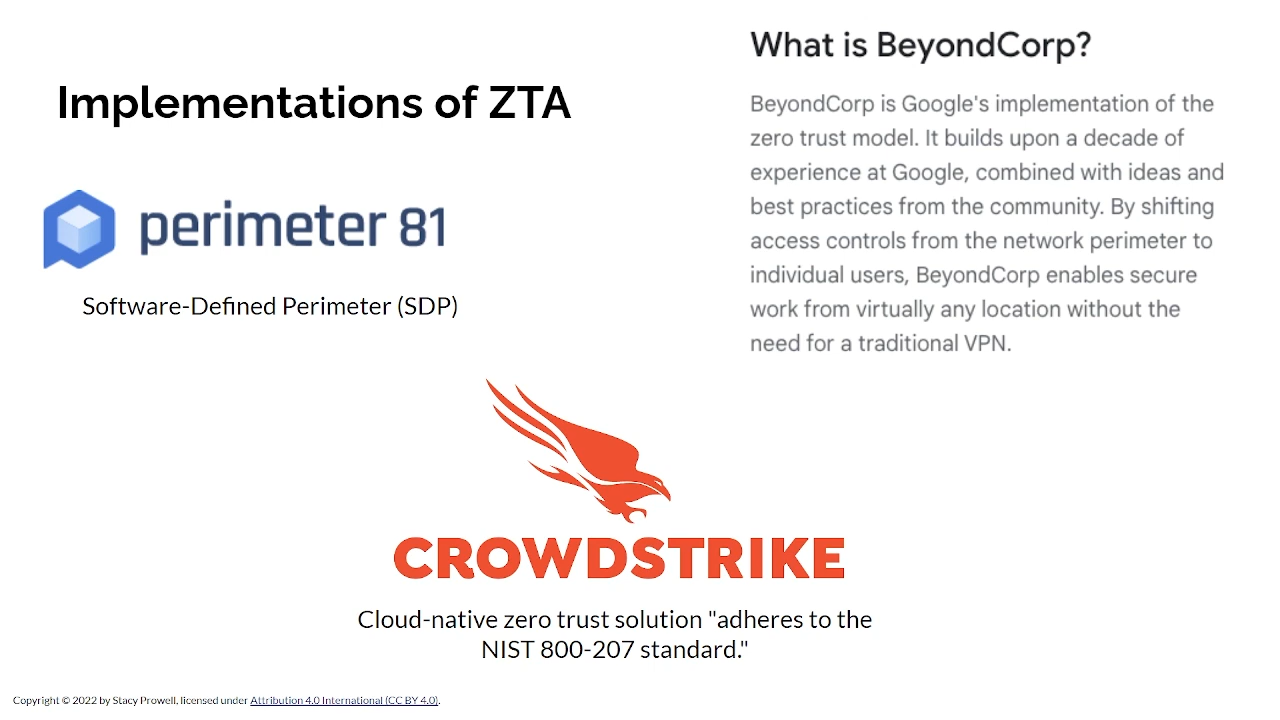 Implementations of ZTA
perimeter 81
Software-Defined Perimeter (SDP)
What is BeyondCorp?
BeyondCorp is Google's implementation of the
zero trust model. It builds upon a decade of
experience at Google, combined with ideas and
best practices from the community. By shifting
access controls from the network perimeter to
individual users, BeyondCorp enables secure
work from virtually any location without the
need for a traditional VPN.
CROWDSTRIKE
Cloud-native zero trust solution "adheres to the
NIST 800-207 standard."
Copyright © 2022 by Stacy Prowell, licensed under Attribution 4.0 International (CC BY 4.0).